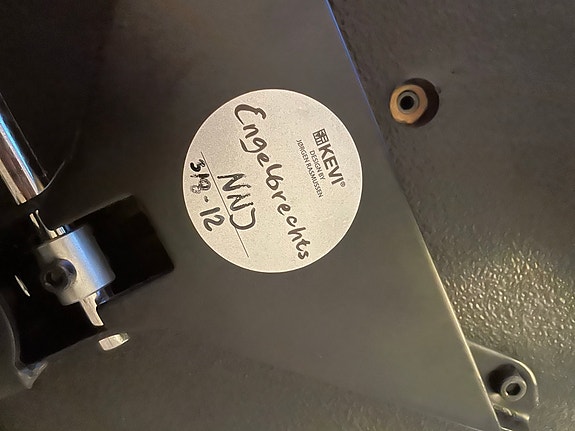 KEVI®
DESIGN BY
JØRGEN RASMUSSEN
Engelbrechts
NNJ